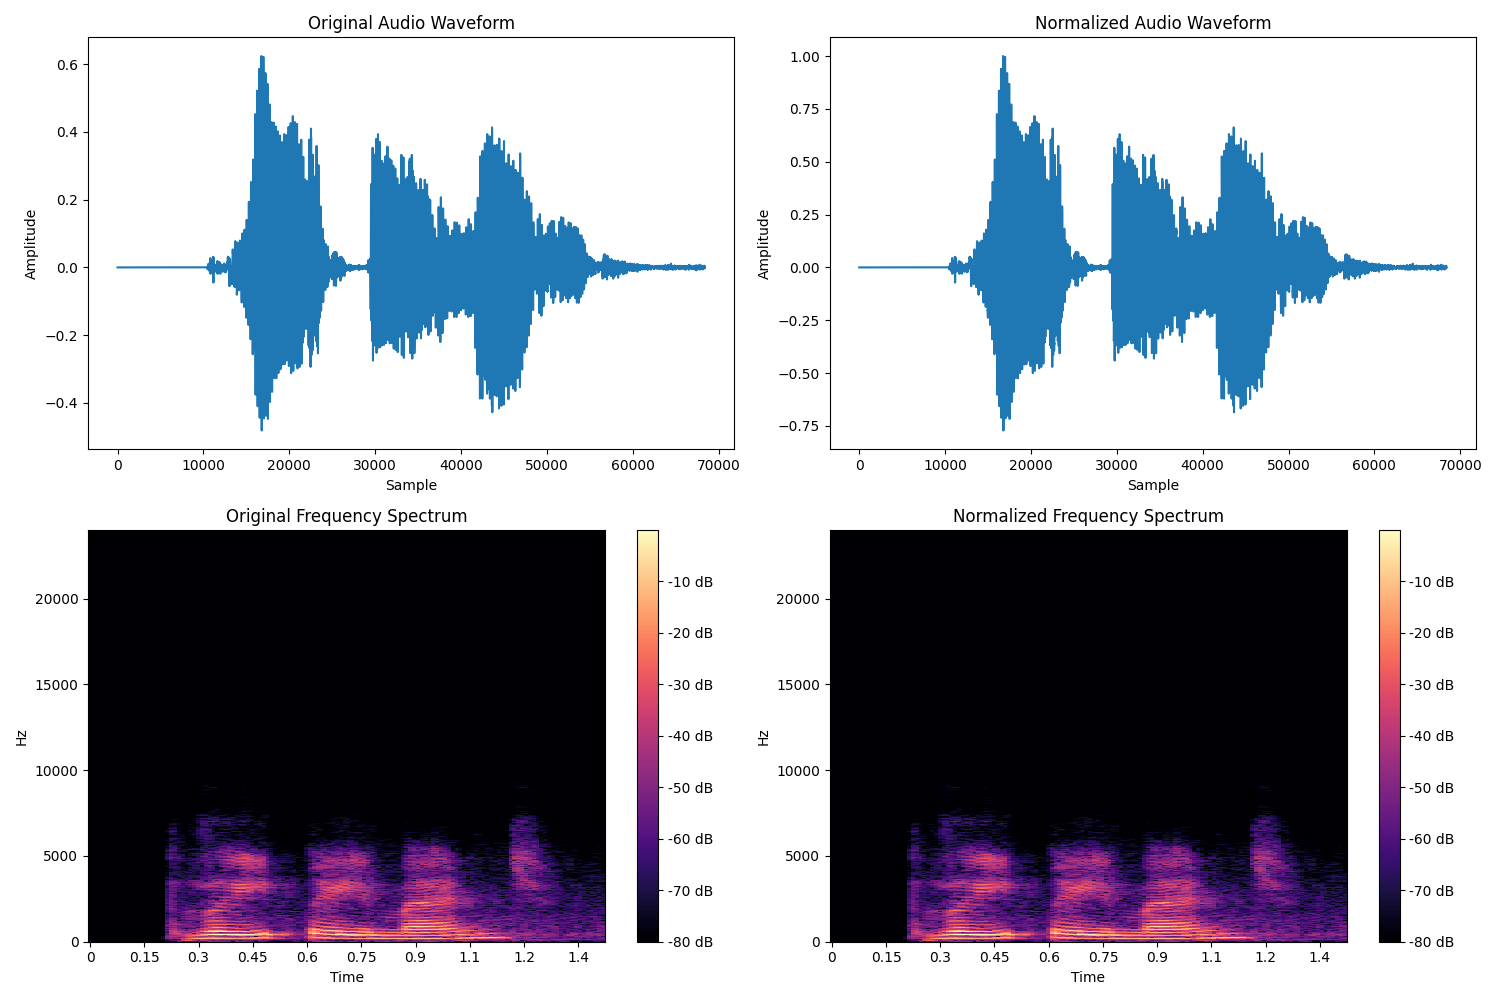 Original Audio Waveform
Amplitude
0.6
0.4
0.2
0.0
−0.2
−0.4
0 10000 20000 30000 40000 50000 60000 70000
Sample
Normalized Audio Waveform
Amplitude
1.00
0.75
0.50
0.25
0.00
−0.25
−0.50
−0.75
0 10000 20000 30000 40000 50000 60000 70000
Sample
Original Frequency Spectrum
Hz
20000
15000
10000
5000
0
0 0.15 0.3 0.45 0.6 0.75 0.9 1.1 1.2 1.4
Time
-10 dB
-20 dB
-30 dB
-40 dB
-50 dB
-60 dB
-70 dB
-80 dB
Normalized Frequency Spectrum
Hz
20000
15000
10000
5000
0
0 0.15 0.3 0.45 0.6 0.75 0.9 1.1 1.2 1.4
Time
-10 dB
-20 dB
-30 dB
-40 dB
-50 dB
-60 dB
-70 dB
-80 dB